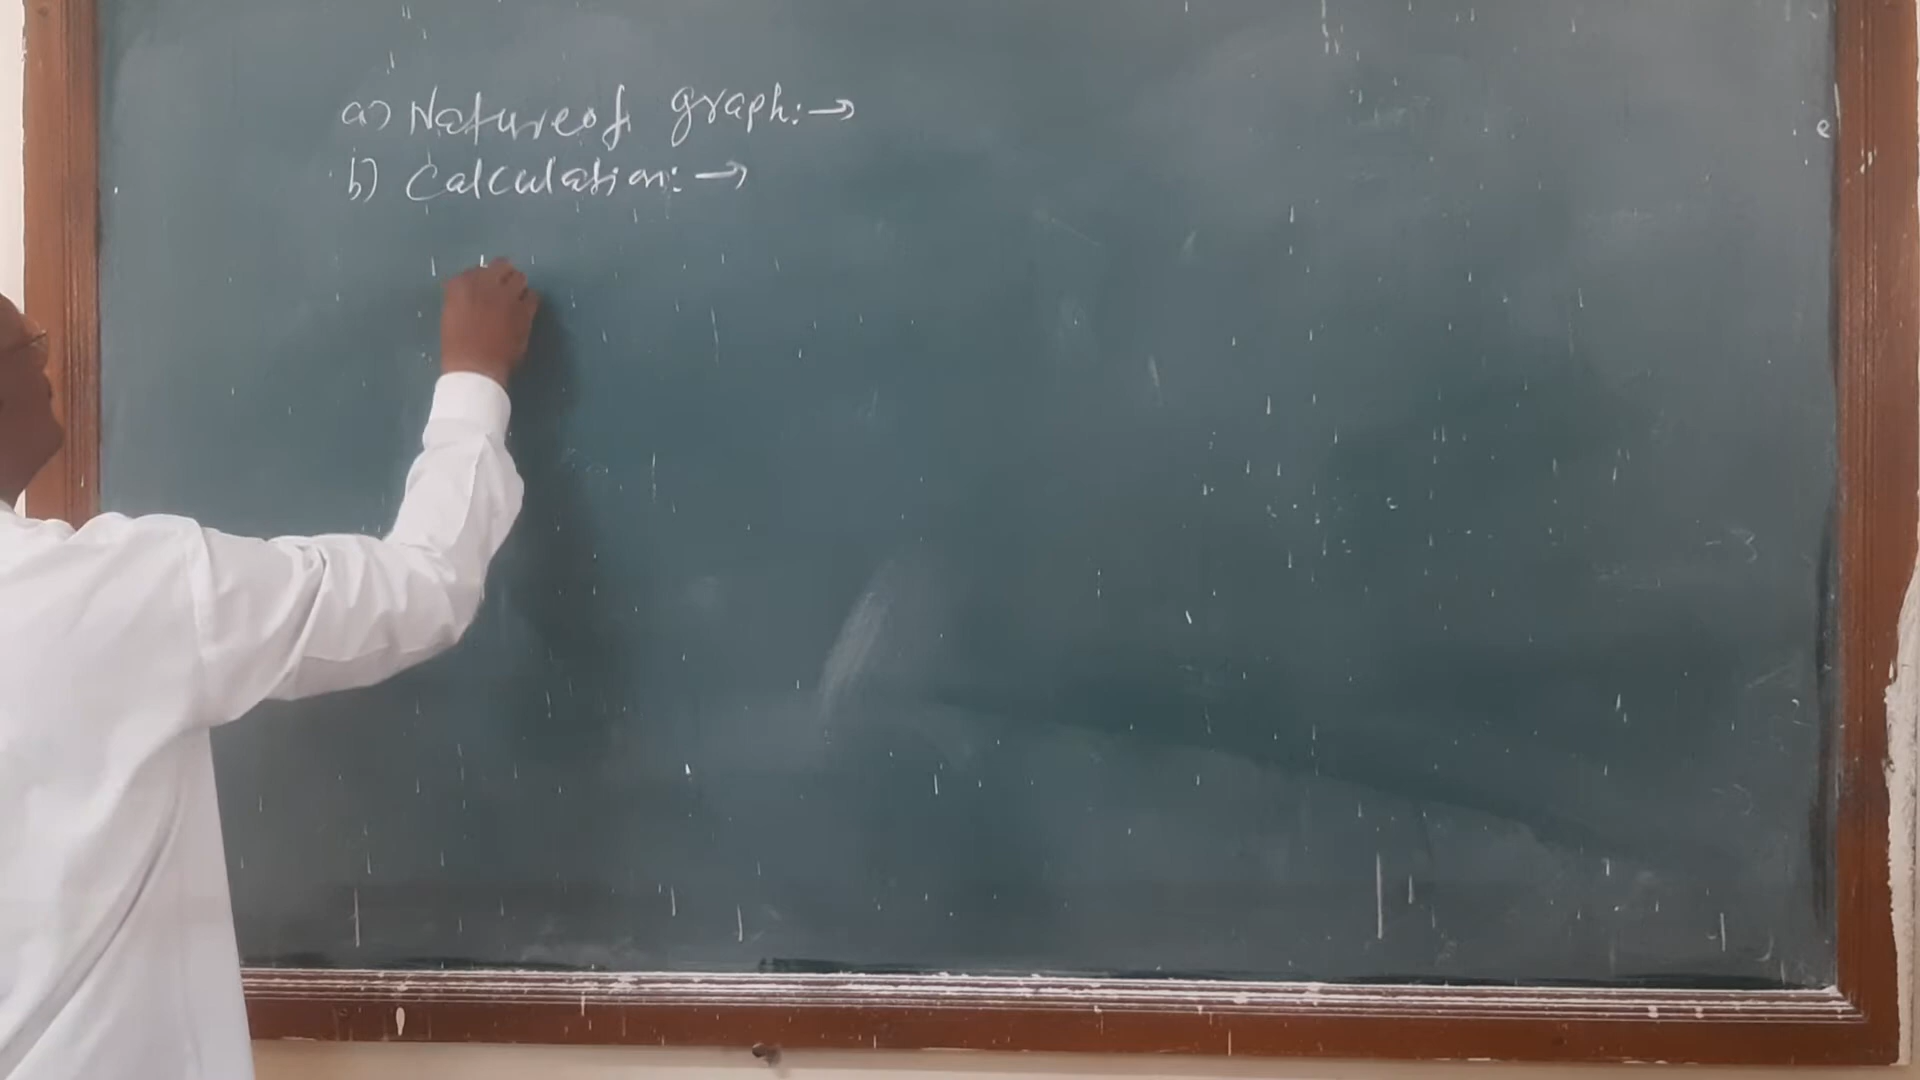 a) Nature of graph:→
b) Calculation:→